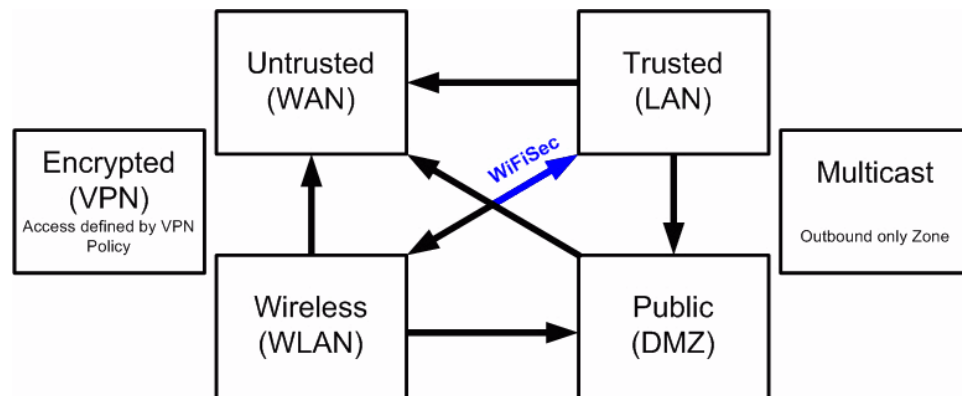 Untrusted
(WAN)
Trusted
(LAN)
WiFiSec
Encrypted
(VPN)
Access defined by VPN
Policy
Multicast
Outbound only Zone
Wireless
(WLAN)
Public
(DMZ)